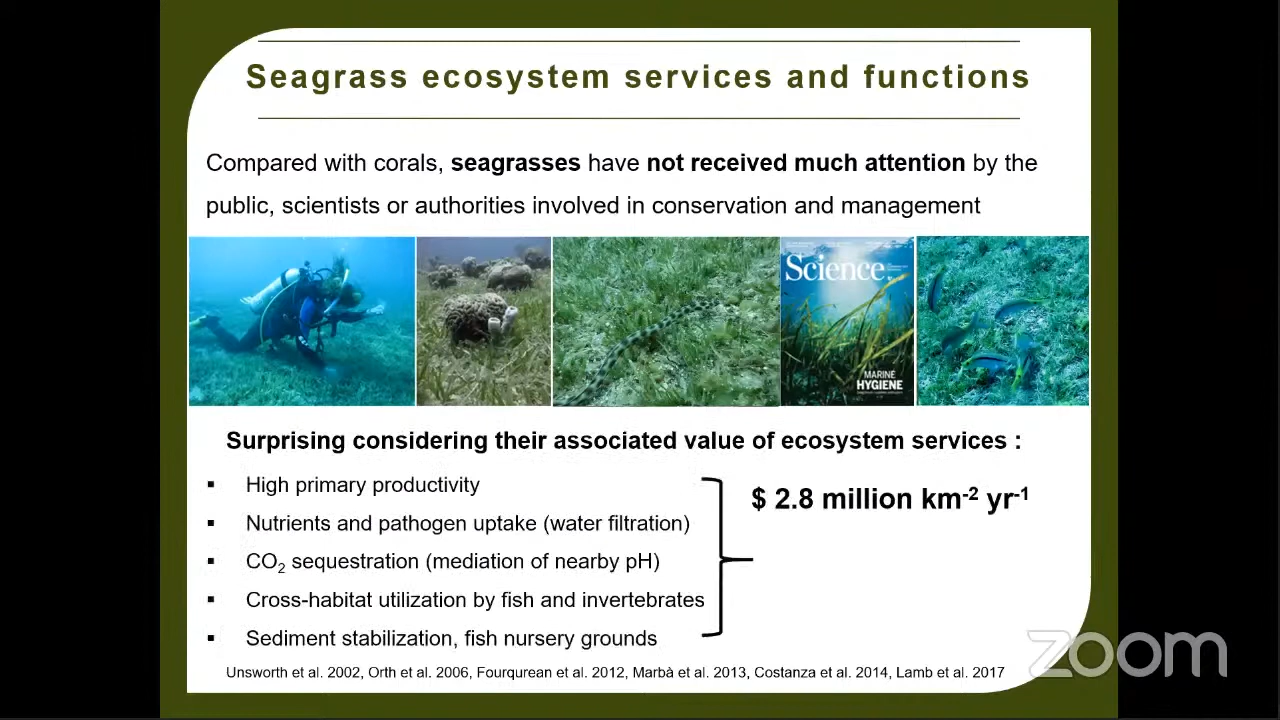 Seagrass ecosystem services and functions
Compared with corals, seagrasses have not received much attention by the
public, scientists or authorities involved in conservation and management
Science
MARINE
HYGIENE
Surprising considering their associated value of ecosystem services :
▪ High primary productivity
▪ Nutrients and pathogen uptake (water filtration)
▪ CO₂ sequestration (mediation of nearby pH)
▪ Cross-habitat utilization by fish and invertebrates
▪ Sediment stabilization, fish nursery grounds
$ 2.8 million km⁻² yr⁻¹
Unsworth et al. 2002, Orth et al. 2006, Fourqurean et al. 2012, Marbà et al. 2013, Costanza et al. 2014, Lamb et al. 2017
zoom